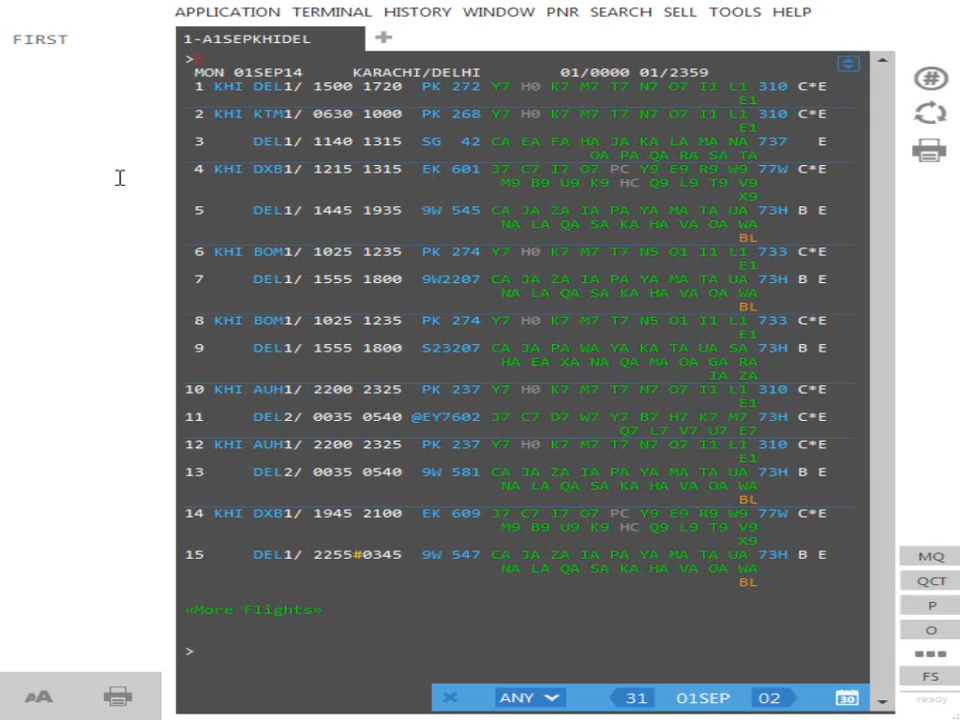 APPLICATION TERMINAL HISTORY WINDOW PNR SEARCH SELL TOOLS HELP
FIRST
1-A1SEPKHIDEL
>
MON 01SEP14 KARACHI/DELHI 01/0000 01/2359
1 KHI DEL1/ 1500 1720 PK 272 Y7 H0 K7 M7 T7 N7 O7 I1 L1 310 C*E
E1
2 KHI KTM1/ 0630 1000 PK 268 Y7 H0 K7 M7 T7 N7 O7 I1 L1 310 C*E
E1
3 DEL1/ 1140 1315 SG 42 CA EA FA HA JA KA LA MA NA 737 E
OA PA QA RA SA TA
4 KHI DXB1/ 1215 1315 EK 601 J7 C7 I7 O7 PC Y9 E9 R9 W9 77W C*E
M9 B9 U9 K9 HC Q9 L9 T9 V9
X9
5 DEL1/ 1445 1935 9W 545 CA JA ZA IA PA YA MA TA UA 73H B E
NA LA QA SA KA HA VA OA WA
BL
6 KHI BOM1/ 1025 1235 PK 274 Y7 H0 K7 M7 T7 N5 O1 I1 L1 733 C*E
E1
7 DEL1/ 1555 1800 9W2207 CA JA ZA IA PA YA MA TA UA 73H B E
NA LA QA SA KA HA VA OA WA
BL
8 KHI BOM1/ 1025 1235 PK 274 Y7 H0 K7 M7 T7 N5 O1 I1 L1 733 C*E
E1
9 DEL1/ 1555 1800 S23207 CA JA PA WA YA KA TA UA SA 73H B E
HA EA XA NA QA MA OA GA RA
IA ZA
10 KHI AUH1/ 2200 2325 PK 237 Y7 H0 K7 M7 T7 N7 O7 I1 L1 310 C*E
E1
11 DEL2/ 0035 0540 @EY7602 J7 C7 D7 W7 Y7 B7 H7 K7 M7 73H C*E
Q7 L7 V7 U7 E7
12 KHI AUH1/ 2200 2325 PK 237 Y7 H0 K7 M7 T7 N7 O7 I1 L1 310 C*E
E1
13 DEL2/ 0035 0540 9W 581 CA JA ZA IA PA YA MA TA UA 73H B E
NA LA QA SA KA HA VA OA WA
BL
14 KHI DXB1/ 1945 2100 EK 609 J7 C7 I7 O7 PC Y9 E9 R9 W9 77W C*E
M9 B9 U9 K9 HC Q9 L9 T9 V9
X9
15 DEL1/ 2255#0345 9W 547 CA JA ZA IA PA YA MA TA UA 73H B E
NA LA QA SA KA HA VA OA WA
BL
«More Flights»
>
MQ
QCT
P
O
FS
ready
AA
ANY 31 01SEP 02 30